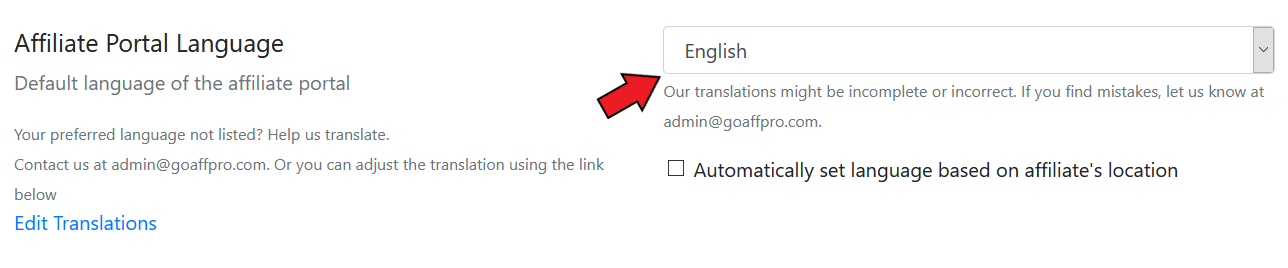 Affiliate Portal Language
Default language of the affiliate portal
Your preferred language not listed? Help us translate.
Contact us at admin@goaffpro.com. Or you can adjust the translation using the link
below
Edit Translations
English
Our translations might be incomplete or incorrect. If you find mistakes, let us know at
admin@goaffpro.com.
Automatically set language based on affiliate's location